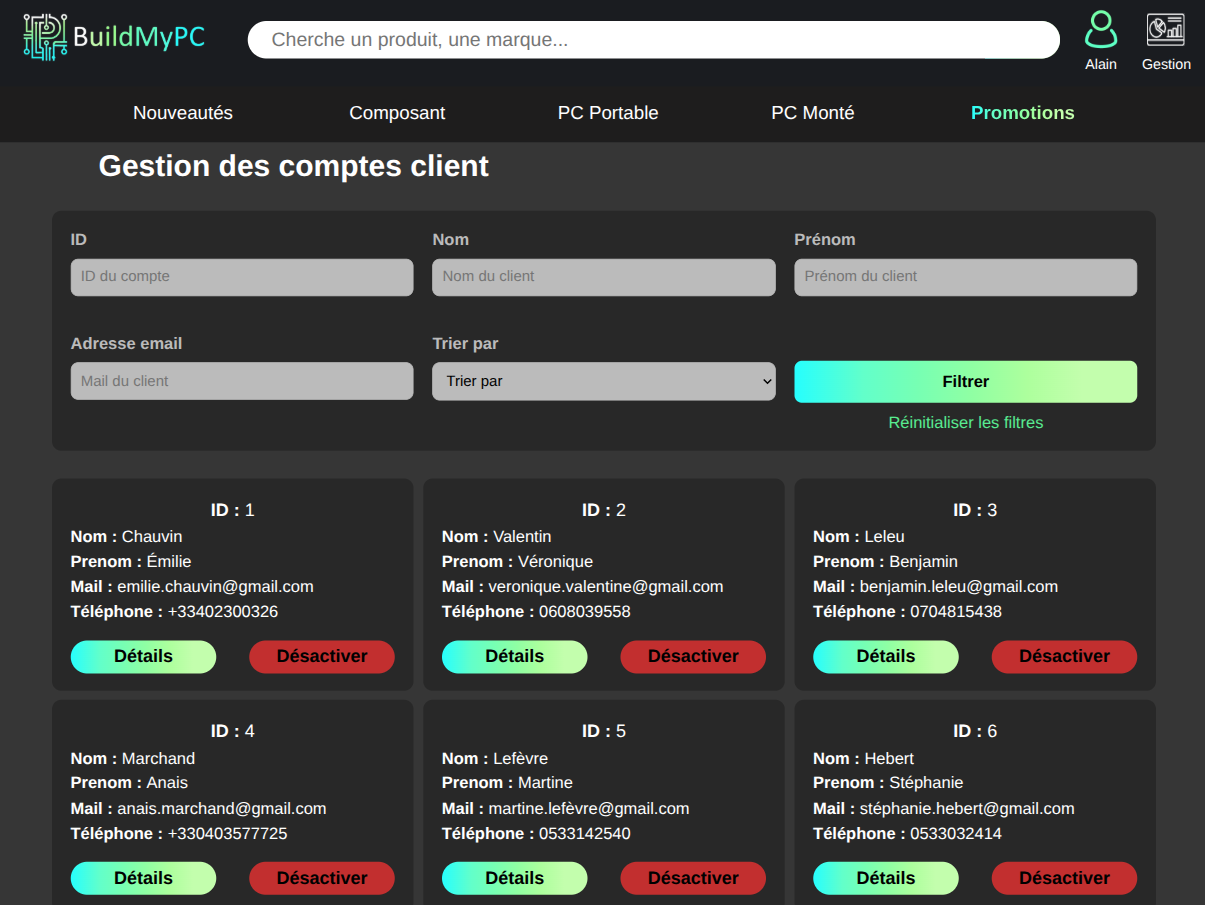 BuildMyPC
Cherche un produit, une marque...
Alain
Gestion
Nouveautés
Composant
PC Portable
PC Monté
Promotions
Gestion des comptes client
ID
Nom
Prénom
ID du compte
Nom du client
Prénom du client
Adresse email
Trier par
Mail du client
Trier par
Filtrer
Réinitialiser les filtres
ID : 1
Nom : Chauvin
Prenom : Émilie
Mail : emilie.chauvin@gmail.com
Téléphone : +33402300326
Détails
Désactiver
ID : 2
Nom : Valentin
Prenom : Véronique
Mail : veronique.valentine@gmail.com
Téléphone : 0608039558
Détails
Désactiver
ID : 3
Nom : Leleu
Prenom : Benjamin
Mail : benjamin.leleu@gmail.com
Téléphone : 0704815438
Détails
Désactiver
ID : 4
Nom : Marchand
Prenom : Anais
Mail : anais.marchand@gmail.com
Téléphone : +330403577725
Détails
Désactiver
ID : 5
Nom : Lefèvre
Prenom : Martine
Mail : martine.lefèvre@gmail.com
Téléphone : 0533142540
Détails
Désactiver
ID : 6
Nom : Hebert
Prenom : Stéphanie
Mail : stéphanie.hebert@gmail.com
Téléphone : 0533032414
Détails
Désactiver